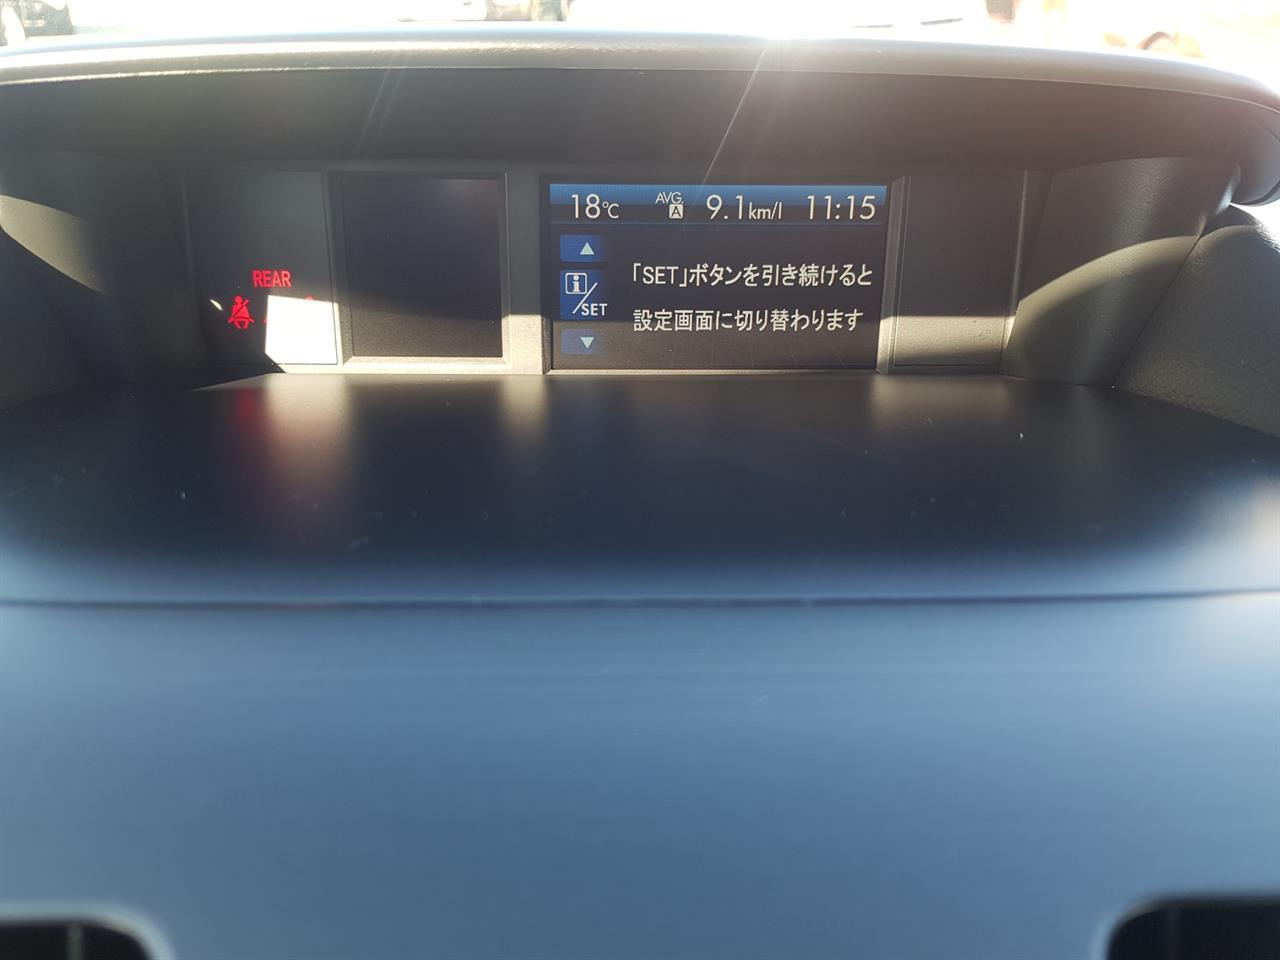 REAR
18℃ AVG. A 9.1km/l 11:15
「SET」ボタンを引き続けると
i/SET
設定画面に切り替わります